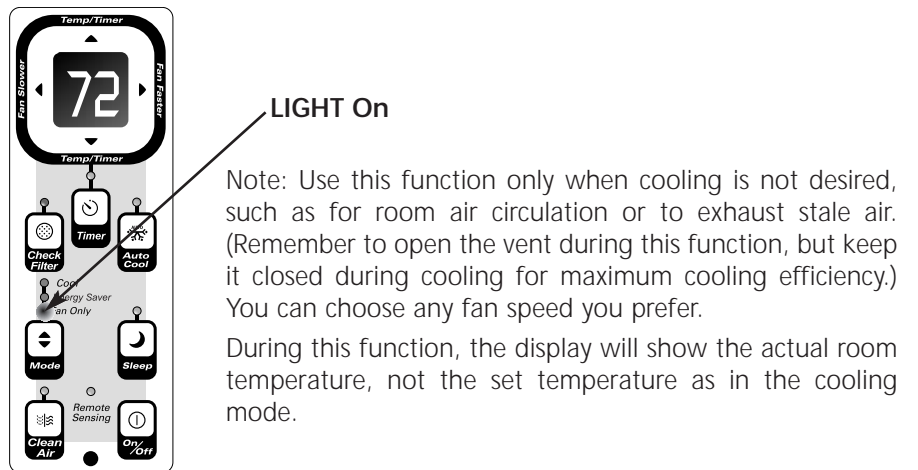 Temp/Timer
Fan Slower
72
Fan Faster
Temp/Timer
LIGHT On
Note: Use this function only when cooling is not desired,
such as for room air circulation or to exhaust stale air.
(Remember to open the vent during this function, but keep
it closed during cooling for maximum cooling efficiency.)
You can choose any fan speed you prefer.
During this function, the display will show the actual room
temperature, not the set temperature as in the cooling
mode.
Timer
Check
Filter
Auto
Cool
Cool
Saver
Only
Mode
Sleep
Remote
Sensing
Clean
Air
On/Off